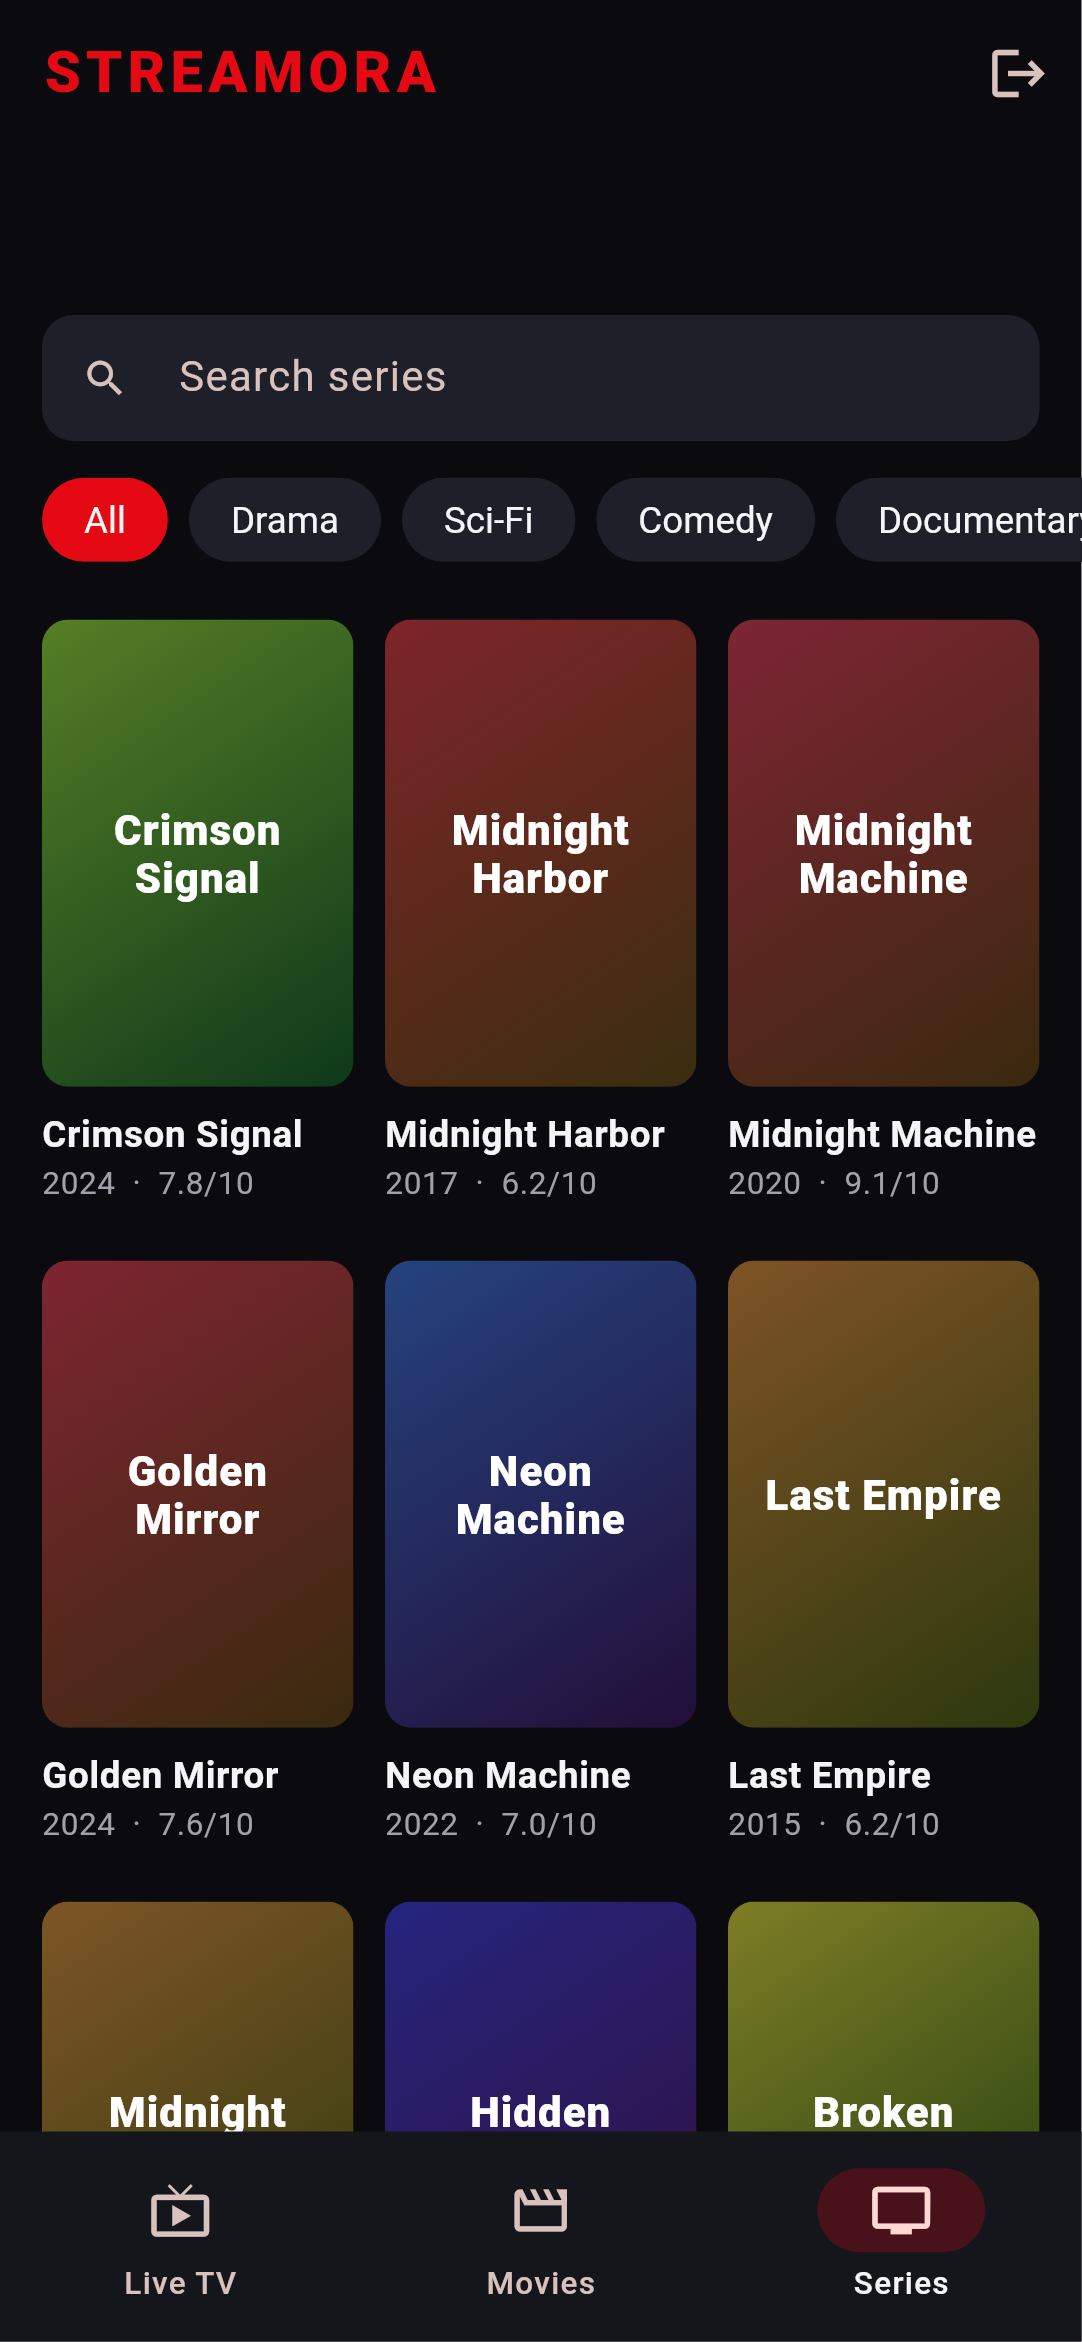 STREAMORA
Search series
All Drama Sci-Fi Comedy Documentary
Crimson
Signal
Midnight
Harbor
Midnight
Machine
Crimson Signal
2024 · 7.8/10
Midnight Harbor
2017 · 6.2/10
Midnight Machine
2020 · 9.1/10
Golden
Mirror
Neon
Machine
Last Empire
Golden Mirror
2024 · 7.6/10
Neon Machine
2022 · 7.0/10
Last Empire
2015 · 6.2/10
Midnight
Hidden
Broken
Live TV
Movies
Series